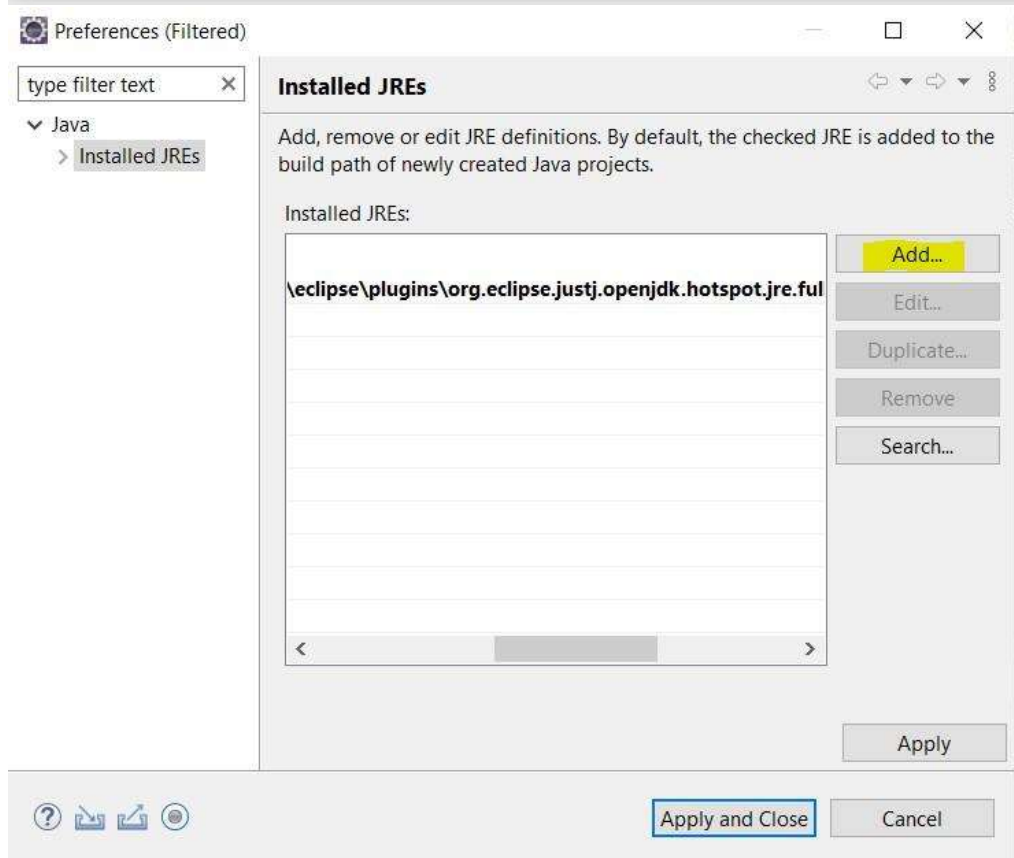 Preferences (Filtered)
type filter text
Java
Installed JREs
Installed JREs
Add, remove or edit JRE definitions. By default, the checked JRE is added to the
build path of newly created Java projects.
Installed JREs:
\eclipse\plugins\org.eclipse.justj.openjdk.hotspot.jre.ful
Add...
Edit...
Duplicate...
Remove
Search...
Apply
Apply and Close
Cancel